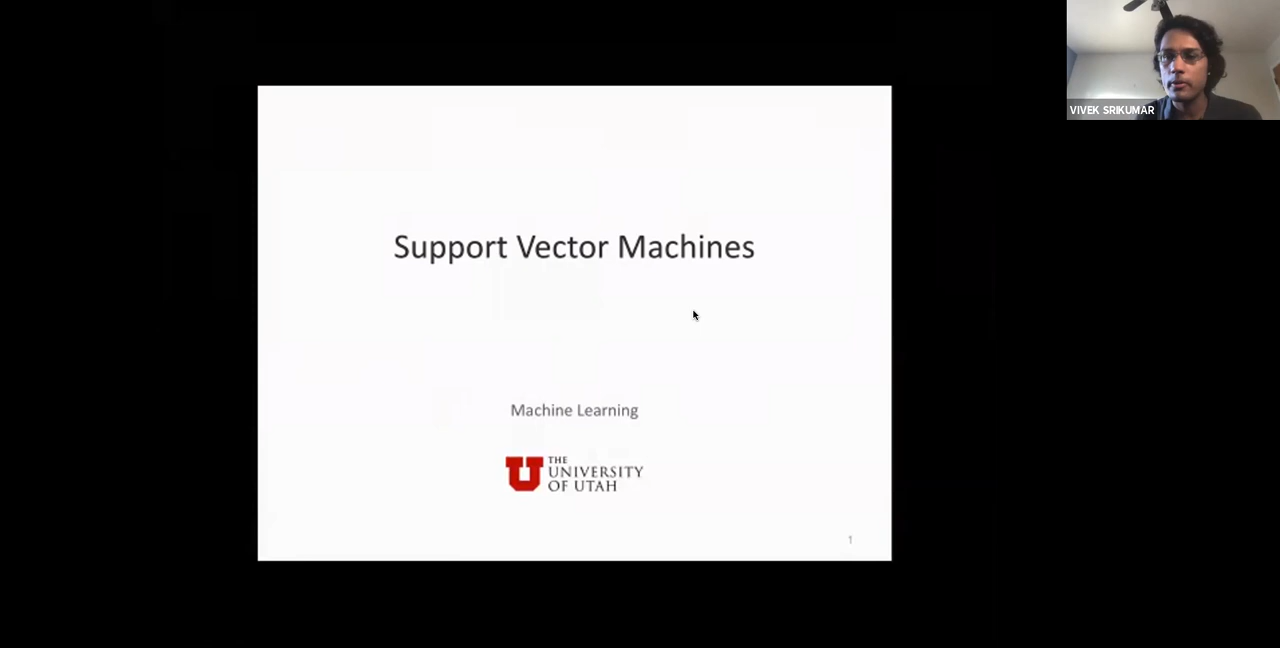 VIVEK SRIKUMAR
Support Vector Machines
Machine Learning
THE
UNIVERSITY
OF UTAH
1